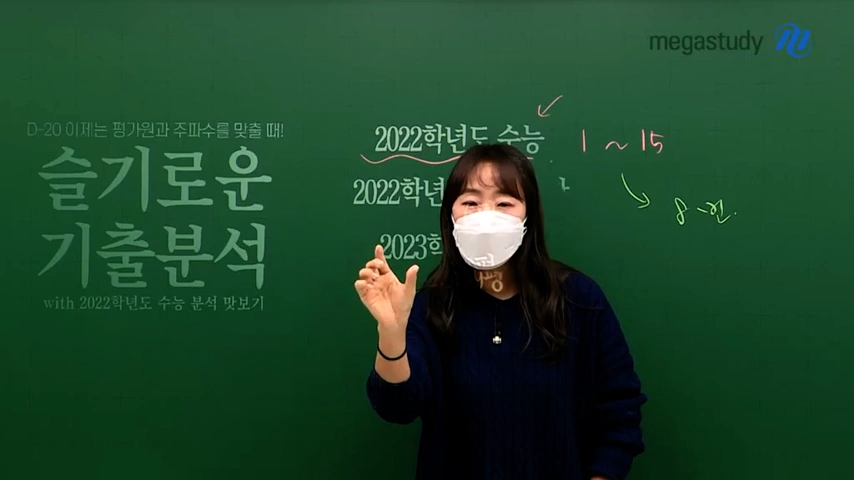 megastudy
D-20 이제는 평가원과 주파수를 맞출 때!
슬기로운
기출분석
with 2022학년도 수능 분석 맛보기
2022학년도 수능 1 ~ 15
2022학년
8
2023학